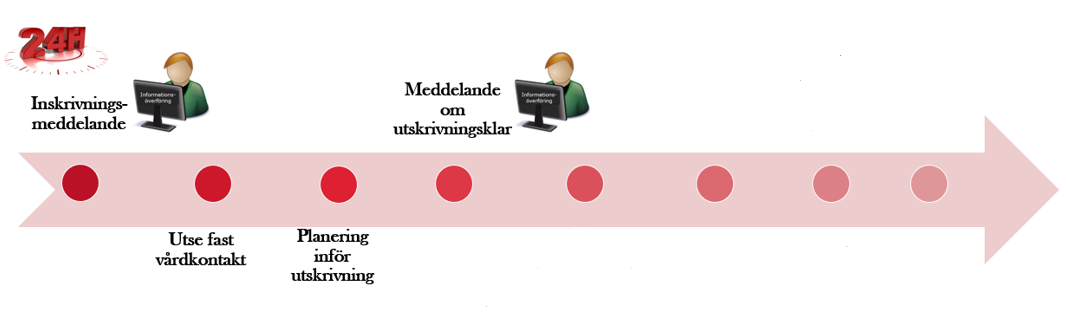 24H
Inskrivnings-
meddelande
Informations-
överföring
Utse fast
vårdkontakt
Planering
inför
utskrivning
Meddelande
om
utskrivningsklar
Informations-
överföring